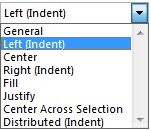 Left (Indent)
General
Left (Indent)
Center
Right (Indent)
Fill
Justify
Center Across Selection
Distributed (Indent)